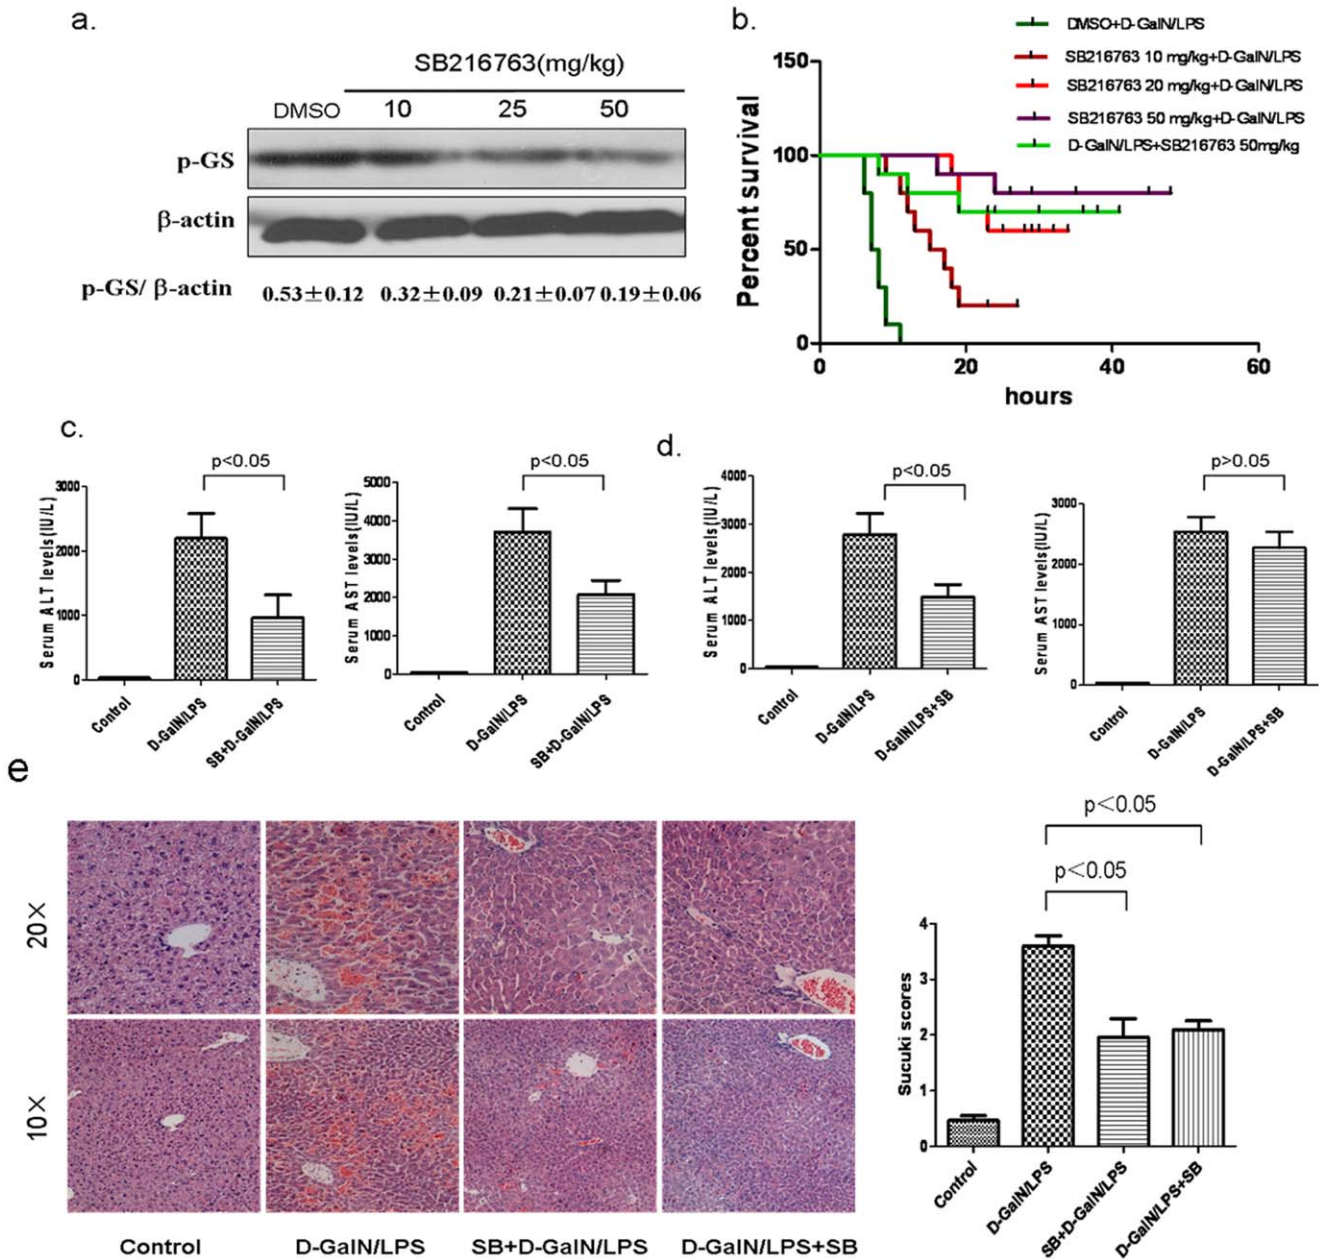 a.
SB216763(mg/kg)
DMSO 10 25 50
p-GS
β-actin
p-GS/ β-actin 0.53±0.12 0.32±0.09 0.21±0.07 0.19±0.06
b.
DMSO+D-GalN/LPS
SB216763 10 mg/kg+D-GalN/LPS
SB216763 20 mg/kg+D-GalN/LPS
SB216763 50 mg/kg+D-GalN/LPS
D-GalN/LPS+SB216763 50mg/kg
Percent survival
150
100
50
0
0 20 40 60
hours
c.
p<0.05
Serum ALT levels(IU/L)
3000
2000
1000
0
Control D-GalN/LPS SB+D-GalN/LPS
p<0.05
Serum AST levels(IU/L)
5000
4000
3000
2000
1000
0
Control D-GalN/LPS SB+D-GalN/LPS
d.
p<0.05
Serum ALT levels(IU/L)
4000
3000
2000
1000
0
Control D-GalN/LPS D-GalN/LPS+SB
p>0.05
Serum AST levels(IU/L)
3000
2000
1000
0
Control D-GalN/LPS D-GalN/LPS+SB
e
20×
10×
Control D-GalN/LPS SB+D-GalN/LPS D-GalN/LPS+SB
p<0.05
p<0.05
Sucuki scores
4
3
2
1
0
Control D-GalN/LPS SB+D-GalN/LPS D-GalN/LPS+SB